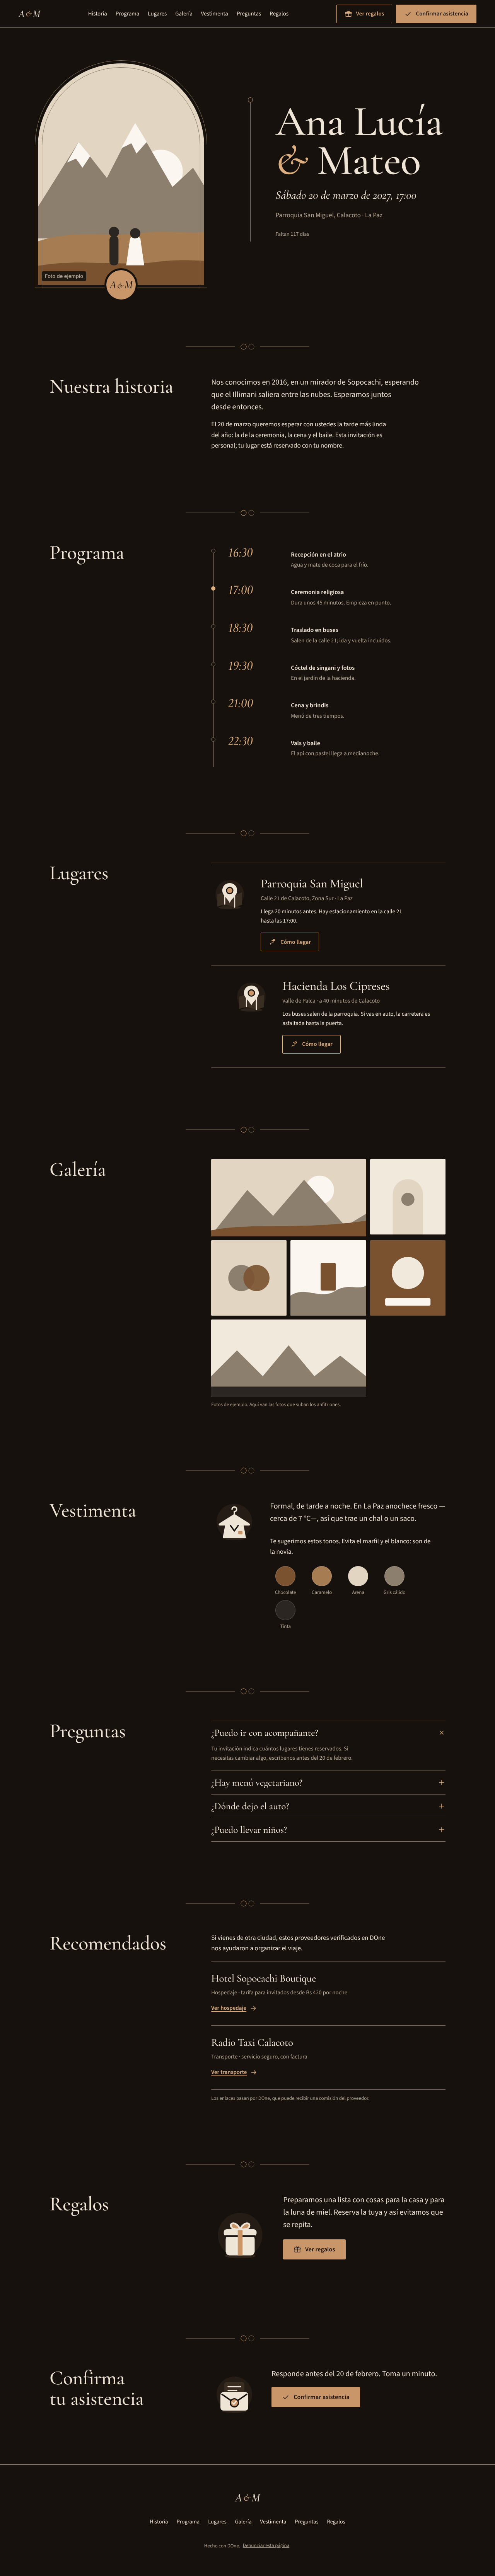 A&M
Historia
Programa
Lugares
Galería
Vestimenta
Preguntas
Regalos
Ver regalos
Confirmar asistencia
Foto de ejemplo
A&M
Ana Lucía
& Mateo
Sábado 20 de marzo de 2027, 17:00
Parroquia San Miguel, Calacoto · La Paz
Faltan 117 días
Nuestra historia
Nos conocimos en 2016, en un mirador de Sopocachi, esperando
que el Illimani saliera entre las nubes. Esperamos juntos
desde entonces.
El 20 de marzo queremos esperar con ustedes la tarde más linda
del año: la de la ceremonia, la cena y el baile. Esta invitación es
personal; tu lugar está reservado con tu nombre.
Programa
16:30
Recepción en el atrio
Agua y mate de coca para el frío.
17:00
Ceremonia religiosa
Dura unos 45 minutos. Empieza en punto.
18:30
Traslado en buses
Salen de la calle 21; ida y vuelta incluidos.
19:30
Cóctel de singani y fotos
En el jardín de la hacienda.
21:00
Cena y brindis
Menú de tres tiempos.
22:30
Vals y baile
El api con pastel llega a medianoche.
Lugares
Parroquia San Miguel
Calle 21 de Calacoto, Zona Sur · La Paz
Llega 20 minutos antes. Hay estacionamiento en la calle 21
hasta las 17:00.
Cómo llegar
Hacienda Los Cipreses
Valle de Palca · a 40 minutos de Calacoto
Los buses salen de la parroquia. Si vas en auto, la carretera es
asfaltada hasta la puerta.
Cómo llegar
Galería
Fotos de ejemplo. Aquí van las fotos que suban los anfitriones.
Vestimenta
Formal, de tarde a noche. En La Paz anochece fresco —
cerca de 7 °C—, así que trae un chal o un saco.
Te sugerimos estos tonos. Evita el marfil y el blanco: son de
la novia.
Chocolate
Caramelo
Arena
Gris cálido
Tinta
Preguntas
¿Puedo ir con acompañante?
Tu invitación indica cuántos lugares tienes reservados. Si
necesitas cambiar algo, escríbenos antes del 20 de febrero.
¿Hay menú vegetariano?
¿Dónde dejo el auto?
¿Puedo llevar niños?
Recomendados
Si vienes de otra ciudad, estos proveedores verificados en DOne
nos ayudaron a organizar el viaje.
Hotel Sopocachi Boutique
Hospedaje · tarifa para invitados desde Bs 420 por noche
Ver hospedaje
Radio Taxi Calacoto
Transporte · servicio seguro, con factura
Ver transporte
Los enlaces pasan por DOne, que puede recibir una comisión del proveedor.
Regalos
Preparamos una lista con cosas para la casa y para
la luna de miel. Reserva la tuya y así evitamos que
se repita.
Ver regalos
Confirma
tu asistencia
Responde antes del 20 de febrero. Toma un minuto.
Confirmar asistencia
A&M
Historia
Programa
Lugares
Galería
Vestimenta
Preguntas
Regalos
Hecho con DOne.
Denunciar esta página